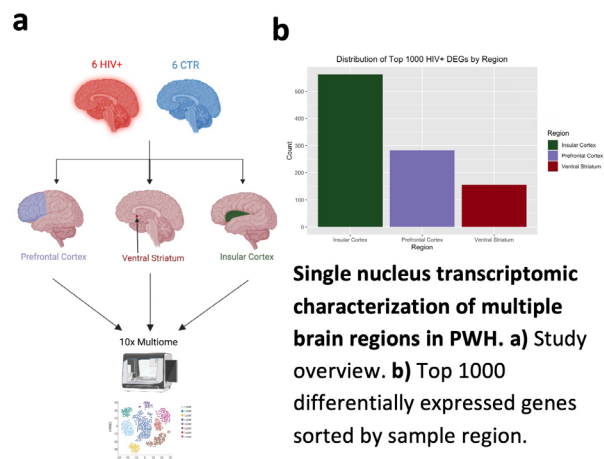 a
6 HIV+
6 CTR
Prefrontal Cortex
Ventral Striatum
Insular Cortex
10x Multiome
b
Distribution of Top 1000 HIV+ DEGs by Region
Count
500
400
300
200
100
0
Insular Cortex
Prefrontal Cortex
Ventral Striatum
Region
Region
Insular Cortex
Prefrontal Cortex
Ventral Striatum
Single nucleus transcriptomic
characterization of multiple
brain regions in PWH. a) Study
overview. b) Top 1000
differentially expressed genes
sorted by sample region.